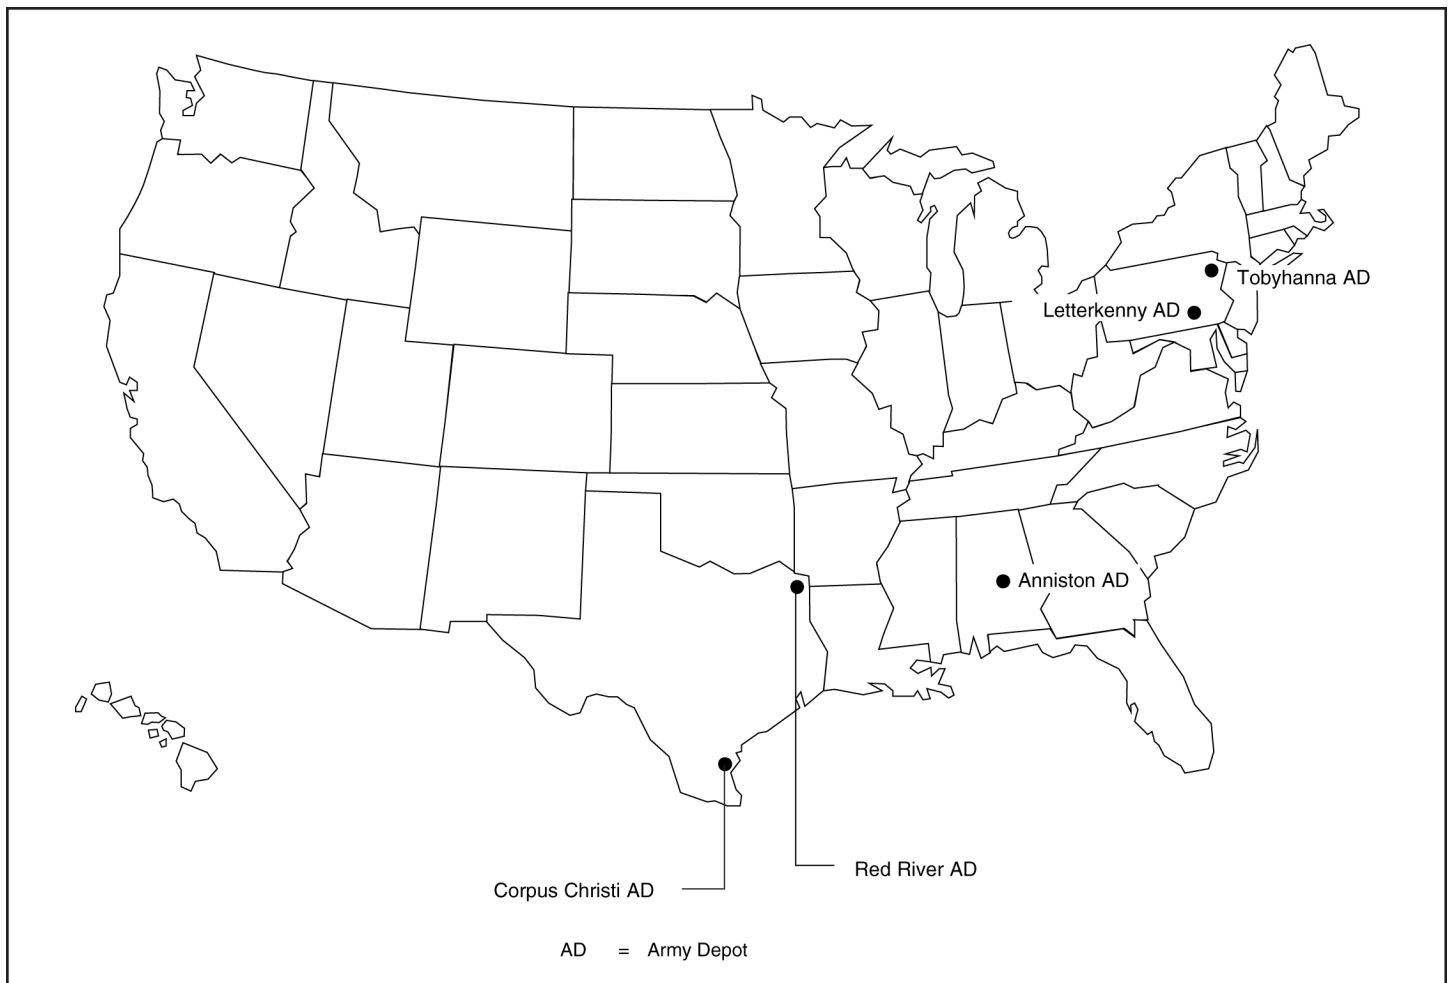 Tobyhanna AD
Letterkenny AD
Anniston AD
Red River AD
Corpus Christi AD
AD = Army Depot